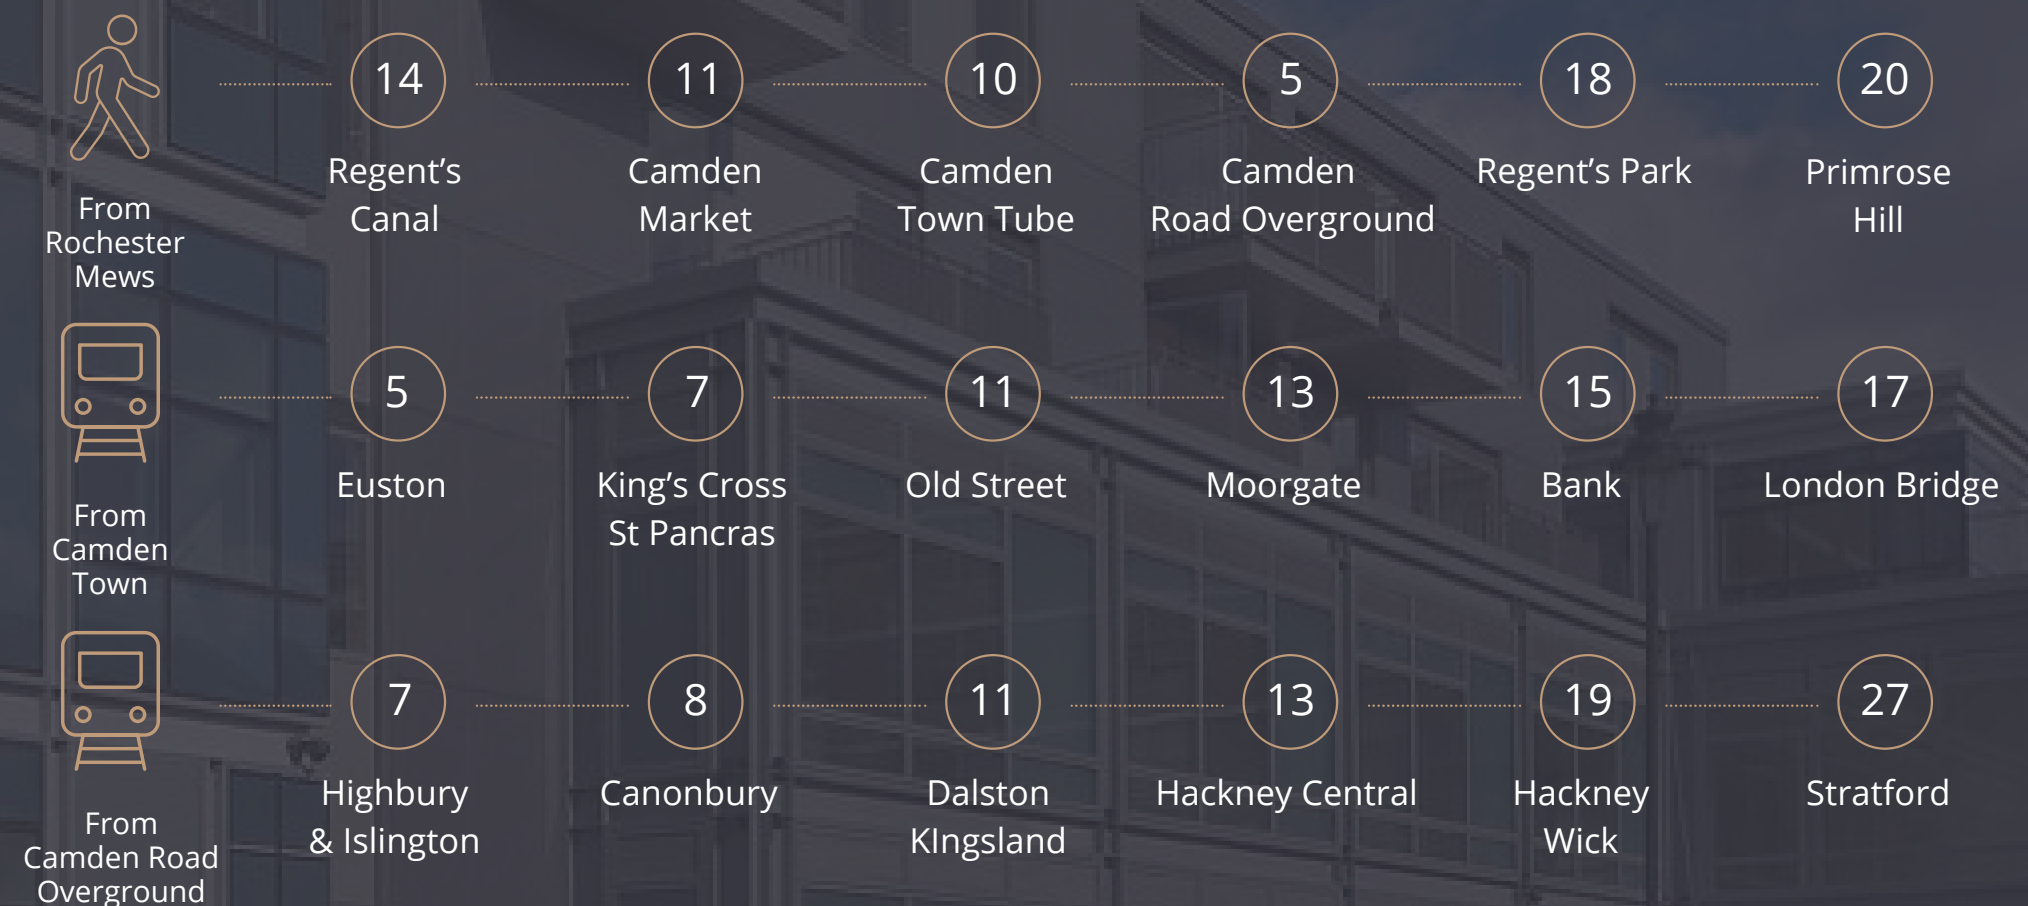 14
11
10
5
18
20
Regent’s
Canal
Camden
Market
Camden
Town Tube
Camden
Road Overground
Regent’s Park
Primrose
Hill
From
Rochester
Mews
5
7
11
13
15
17
Euston
King’s Cross
St Pancras
Old Street
Moorgate
Bank
London Bridge
From
Camden
Town
7
8
11
13
19
27
Highbury
& Islington
Canonbury
Dalston
KIngsland
Hackney Central
Hackney
Wick
Stratford
From
Camden Road
Overground